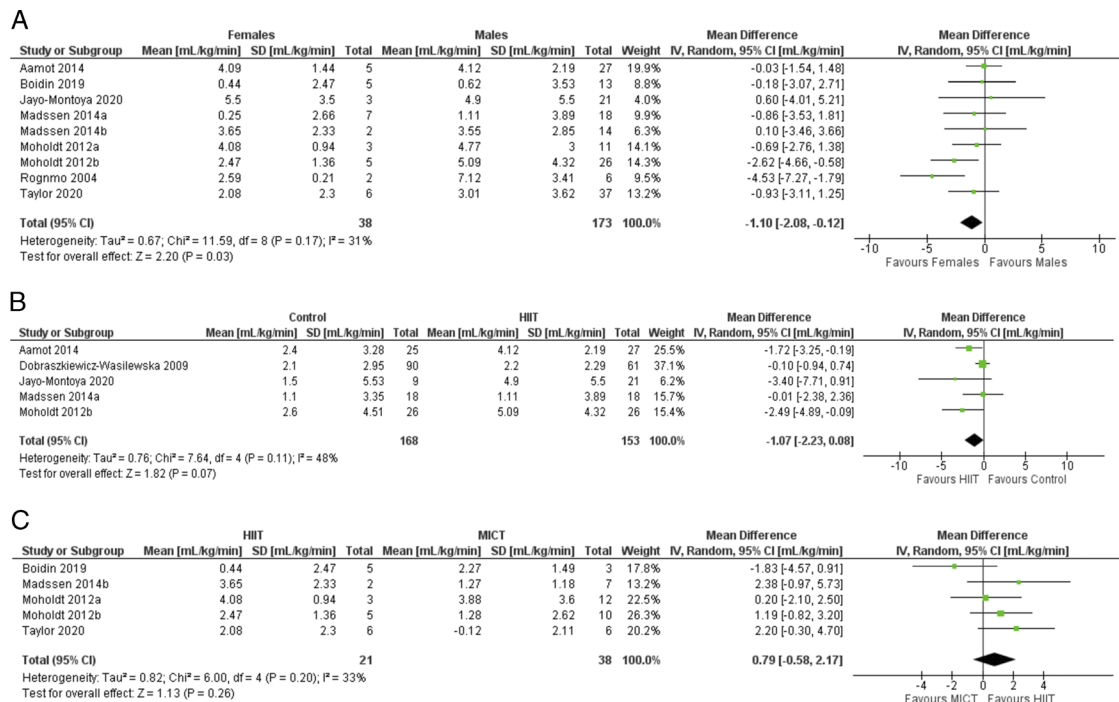 A
Females Males Mean Difference Mean Difference
Study or Subgroup Mean [mL/kg/min] SD [mL/kg/min] Total Mean [mL/kg/min] SD [mL/kg/min] Total Weight IV, Random, 95% CI [mL/kg/min] IV, Random, 95% CI [mL/kg/min]
Aamot 2014 4.09 1.44 5 4.12 2.19 27 19.9% -0.03 [-1.54, 1.48]
Boidin 2019 0.44 2.47 5 0.62 3.53 13 8.8% -0.18 [-3.07, 2.71]
Jayo-Montoya 2020 5.5 3.5 3 4.9 5.5 21 4.0% 0.60 [-4.01, 5.21]
Madssen 2014a 0.25 2.66 7 1.11 3.89 18 9.9% -0.86 [-3.53, 1.81]
Madssen 2014b 3.65 2.33 2 3.55 2.85 14 6.3% 0.10 [-3.46, 3.66]
Moholdt 2012a 4.08 0.94 3 4.77 3 11 14.1% -0.69 [-2.76, 1.38]
Moholdt 2012b 2.47 1.36 5 5.09 4.32 26 14.3% -2.62 [-4.66, -0.58]
Rognmo 2004 2.59 0.21 2 7.12 3.41 6 9.5% -4.53 [-7.27, -1.79]
Taylor 2020 2.08 2.3 6 3.01 3.62 37 13.2% -0.93 [-3.11, 1.25]
Total (95% CI) 38 173 100.0% -1.10 [-2.08, -0.12]
Heterogeneity: Tau² = 0.67; Chi² = 11.59, df = 8 (P = 0.17); I² = 31%
Test for overall effect: Z = 2.20 (P = 0.03)
-10 -5 0 5 10
Favours Females Favours Males
B
Control HIIT Mean Difference Mean Difference
Study or Subgroup Mean [mL/kg/min] SD [mL/kg/min] Total Mean [mL/kg/min] SD [mL/kg/min] Total Weight IV, Random, 95% CI [mL/kg/min] IV, Random, 95% CI [mL/kg/min]
Aamot 2014 2.4 3.28 25 4.12 2.19 27 25.5% -1.72 [-3.25, -0.19]
Dobraszkiewicz-Wasilewska 2009 2.1 2.95 90 2.2 2.29 61 37.1% -0.10 [-0.94, 0.74]
Jayo-Montoya 2020 1.5 5.53 9 4.9 5.5 21 6.2% -3.40 [-7.71, 0.91]
Madssen 2014a 1.1 3.35 18 1.11 3.89 18 15.7% -0.01 [-2.38, 2.36]
Moholdt 2012b 2.6 4.51 26 5.09 4.32 26 15.4% -2.49 [-4.89, -0.09]
Total (95% CI) 168 153 100.0% -1.07 [-2.23, 0.08]
Heterogeneity: Tau² = 0.76; Chi² = 7.64, df = 4 (P = 0.11); I² = 48%
Test for overall effect: Z = 1.82 (P = 0.07)
-10 -5 0 5 10
Favours HIIT Favours Control
C
HIIT MICT Mean Difference Mean Difference
Study or Subgroup Mean [mL/kg/min] SD [mL/kg/min] Total Mean [mL/kg/min] SD [mL/kg/min] Total Weight IV, Random, 95% CI [mL/kg/min] IV, Random, 95% CI [mL/kg/min]
Boidin 2019 0.44 2.47 5 2.27 1.49 3 17.8% -1.83 [-4.57, 0.91]
Madssen 2014b 3.65 2.33 2 1.27 1.18 7 13.2% 2.38 [-0.97, 5.73]
Moholdt 2012a 4.08 0.94 3 3.88 3.6 12 22.5% 0.20 [-2.10, 2.50]
Moholdt 2012b 2.47 1.36 5 1.28 2.62 10 26.3% 1.19 [-0.82, 3.20]
Taylor 2020 2.08 2.3 6 -0.12 2.11 6 20.2% 2.20 [-0.30, 4.70]
Total (95% CI) 21 38 100.0% 0.79 [-0.58, 2.17]
Heterogeneity: Tau² = 0.82; Chi² = 6.00, df = 4 (P = 0.20); I² = 33%
Test for overall effect: Z = 1.13 (P = 0.26)
-4 -2 0 2 4
Favours MICT Favours HIIT